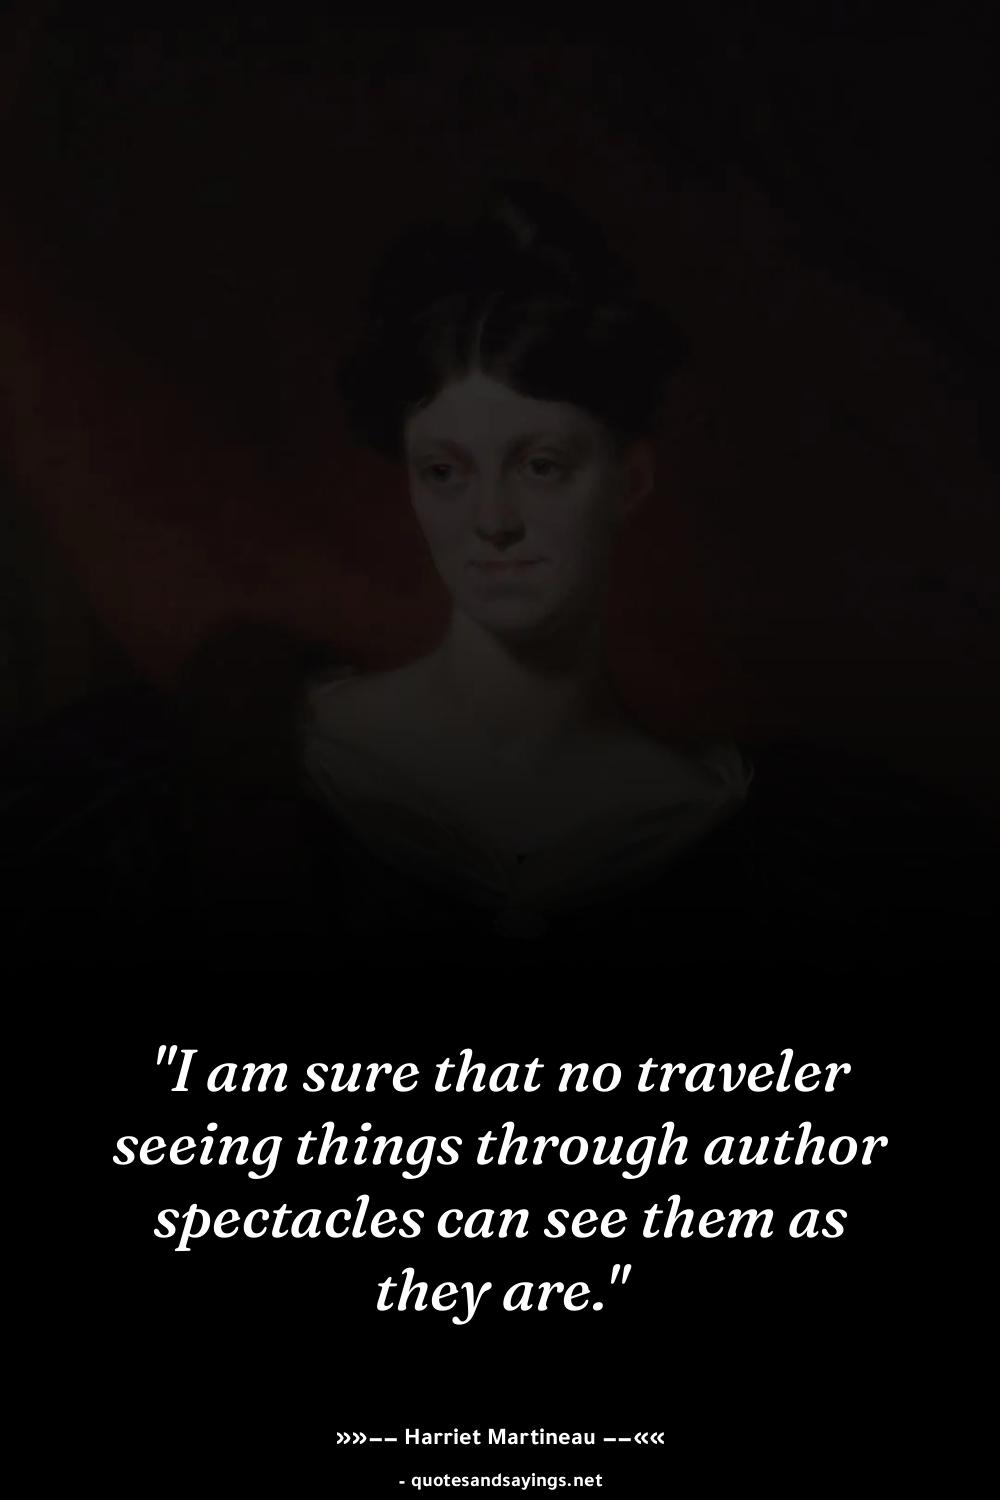 "I am sure that no traveler
seeing things through author
spectacles can see them as
they are."
»»−− Harriet Martineau −−««
- quotesandsayings.net